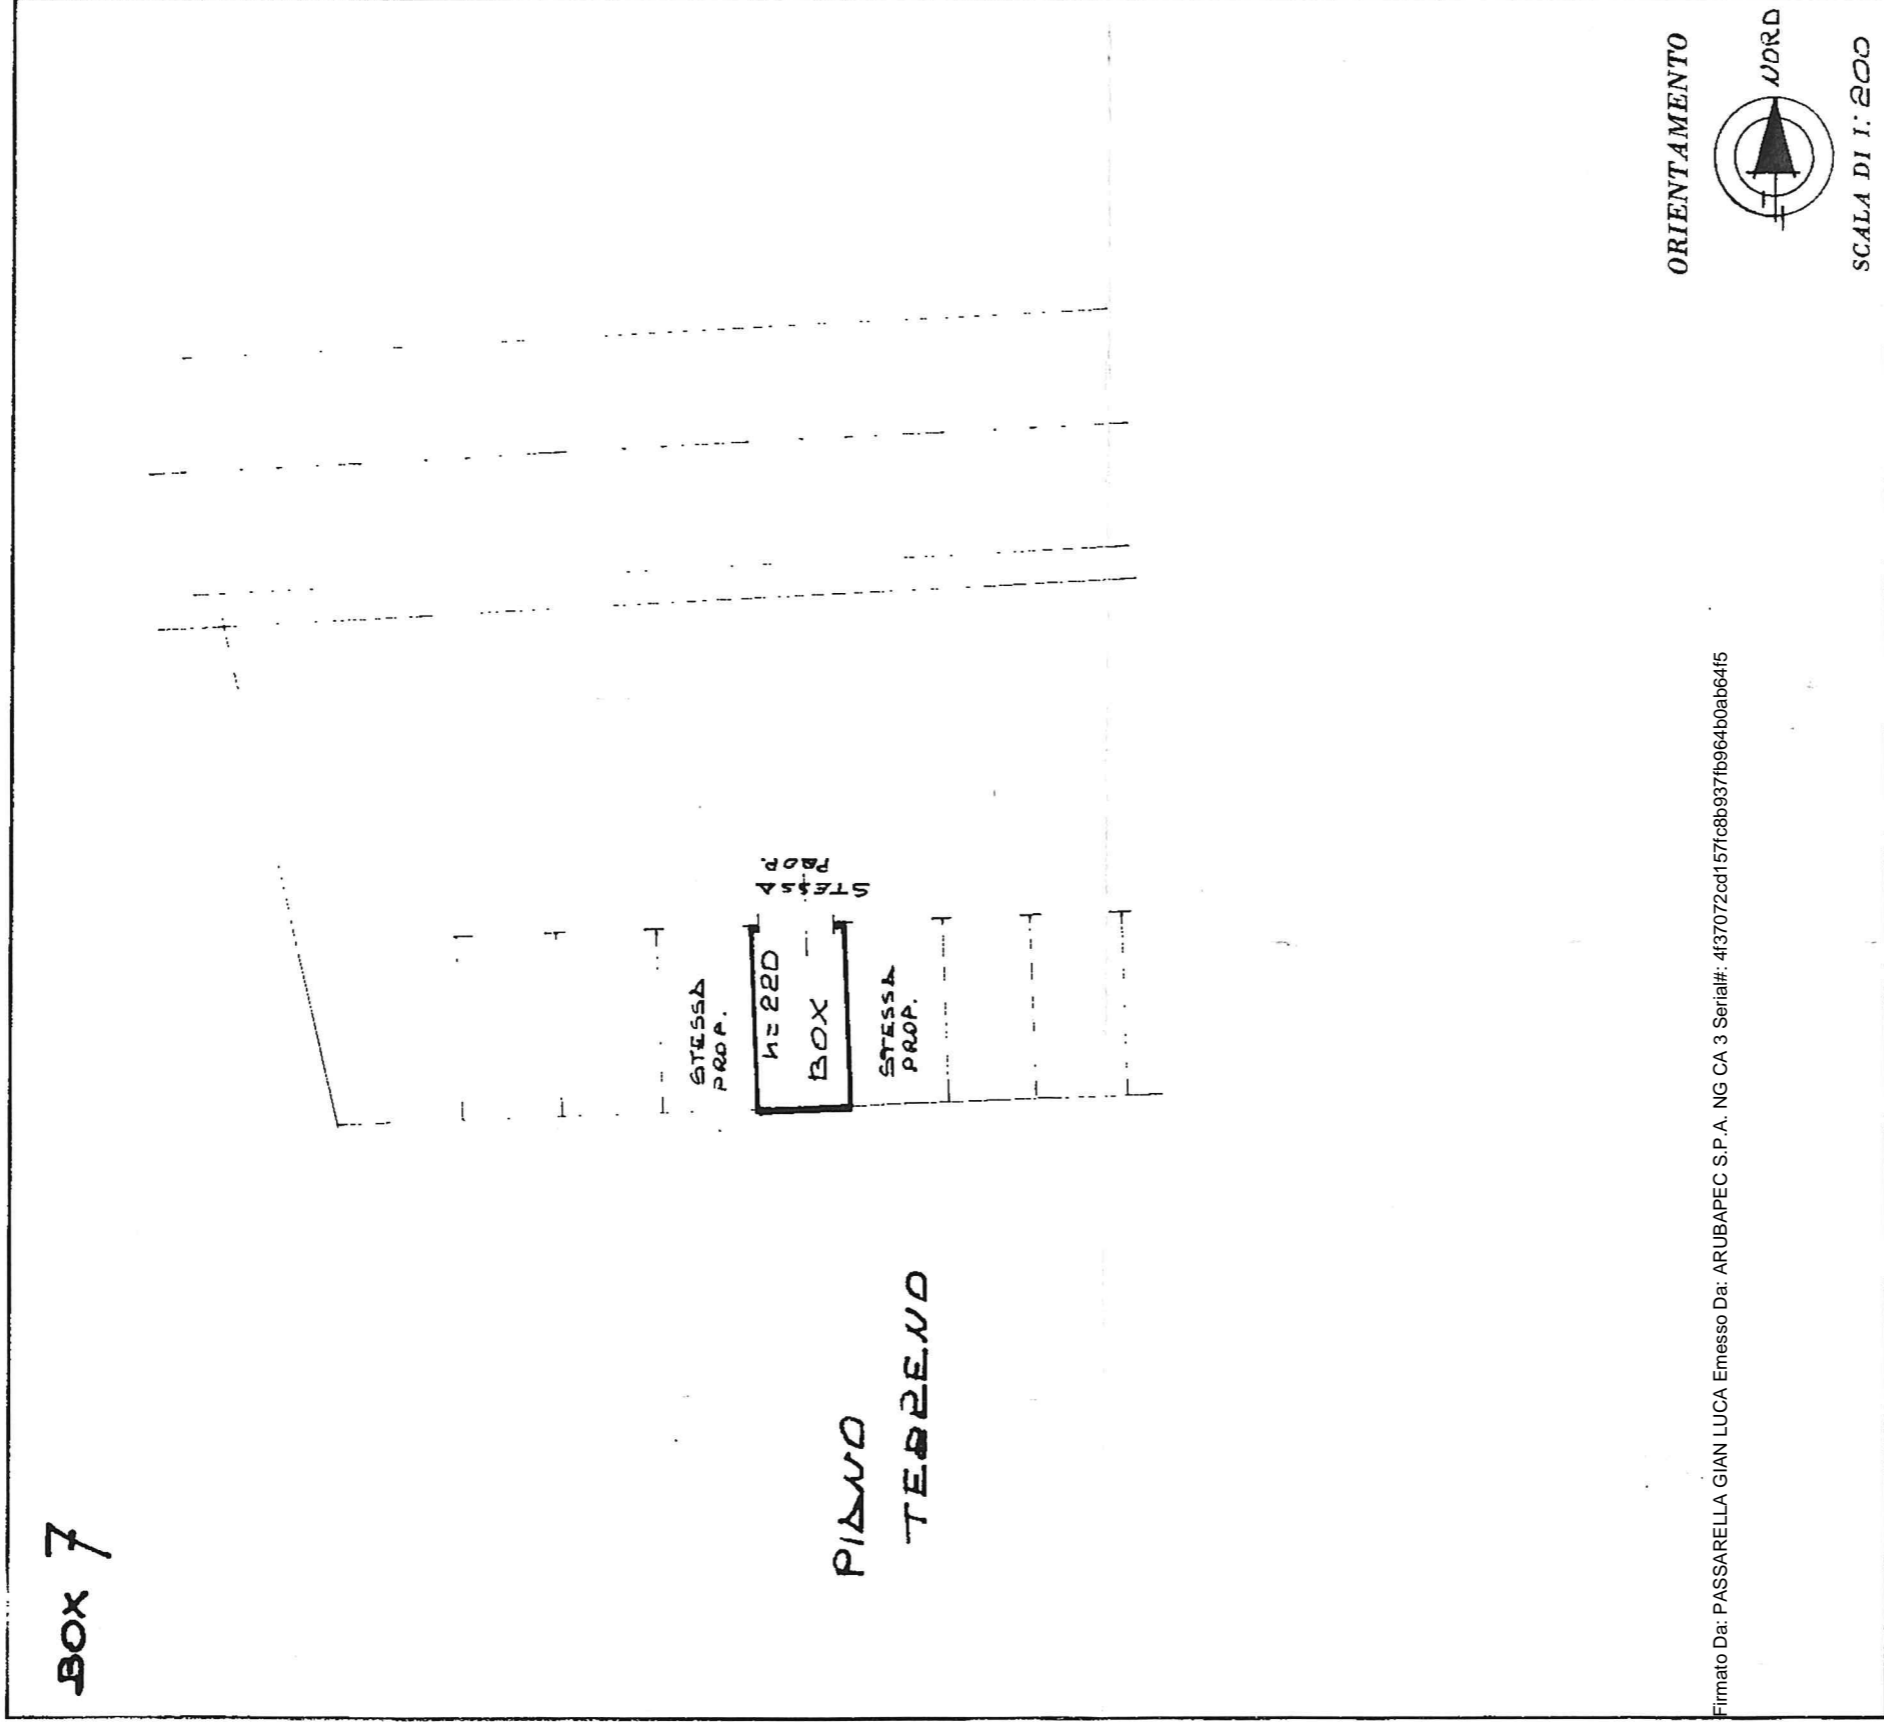 BOX 7
STESSA
PROP.
h=220
BOX
STESSA
PROP.
STESSA
PROP.
PIANO
TERRENO
ORIENTAMENTO
NORD
SCALA DI 1:200
Firmato Da: PASSARELLA GIAN LUCA Emesso Da: ARUBAPEC S.P.A. NG CA 3 Serial#: 4f37072cd157fc8b937fb964b0ab64f5